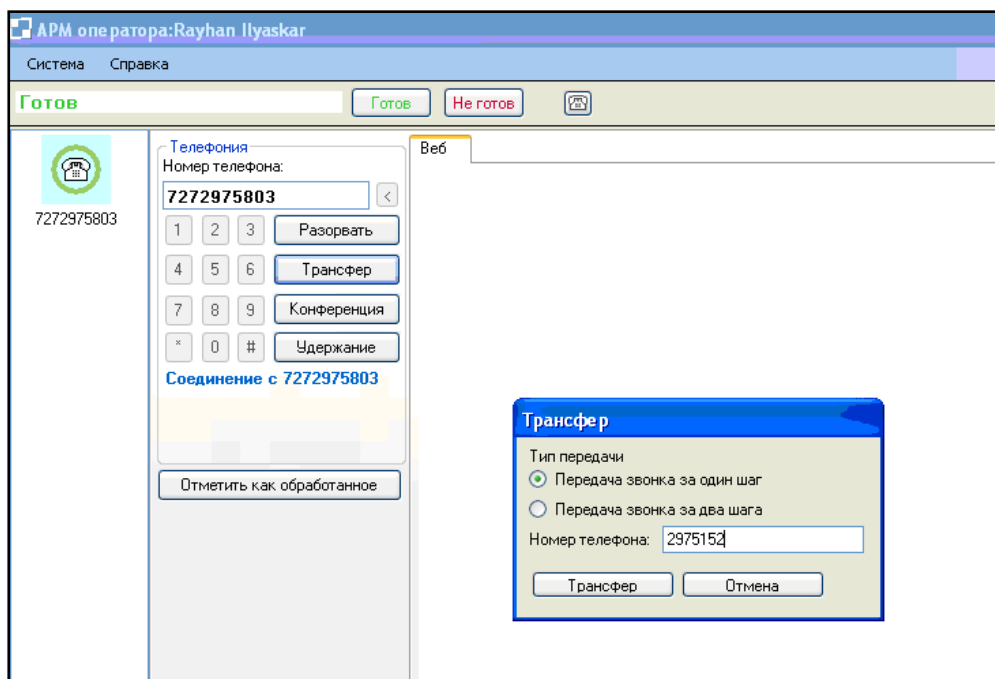 АРМ оператора:Rayhan Ilyaskar
Система Справка
Готов Готов Не готов
7272975803
Телефония
Номер телефона:
7272975803 <
1 2 3 Разорвать
4 5 6 Трансфер
7 8 9 Конференция
* 0 # Удержание
Соединение с 7272975803
Отметить как обработанное
Веб
Трансфер
Тип передачи
Передача звонка за один шаг
Передача звонка за два шага
Номер телефона: 2975152
Трансфер Отмена